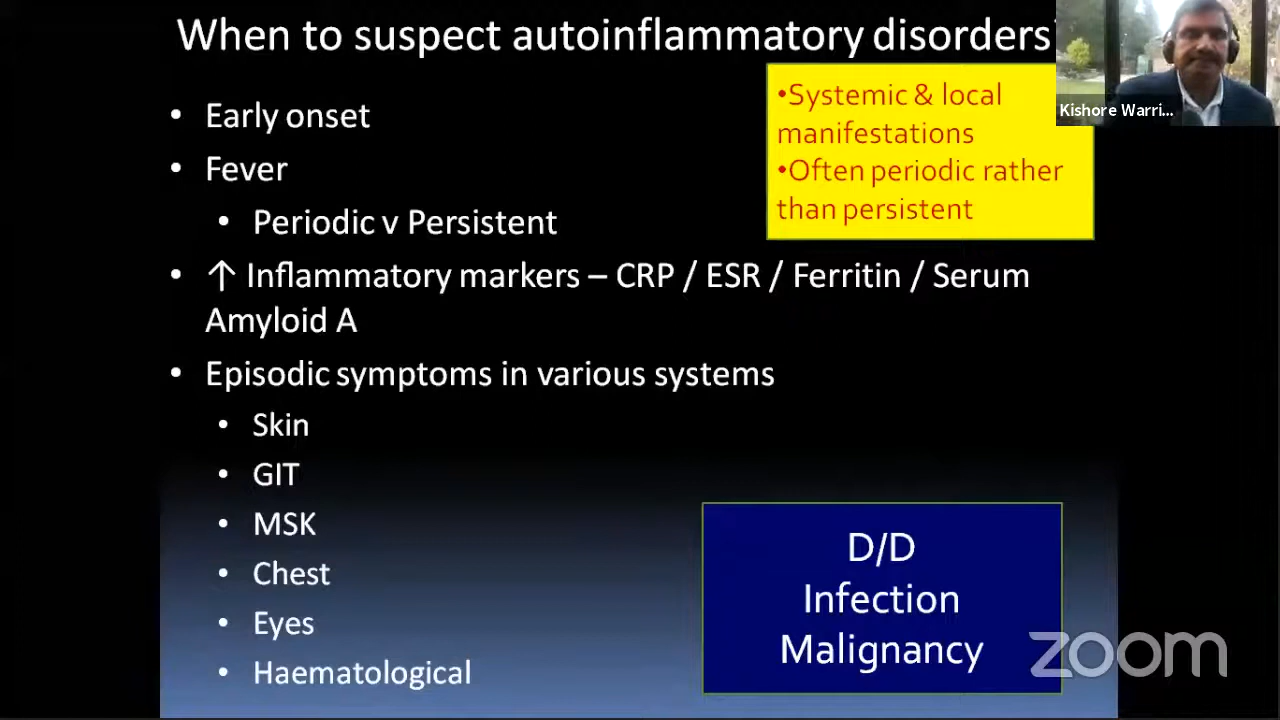 When to suspect autoinflammatory disorders
•Systemic & local
manifestations
•Often periodic rather
than persistent
Kishore Warri...
• Early onset
• Fever
• Periodic v Persistent
• ↑ Inflammatory markers – CRP / ESR / Ferritin / Serum
Amyloid A
• Episodic symptoms in various systems
• Skin
• GIT
• MSK
• Chest
• Eyes
• Haematological
D/D
Infection
Malignancy
zoom